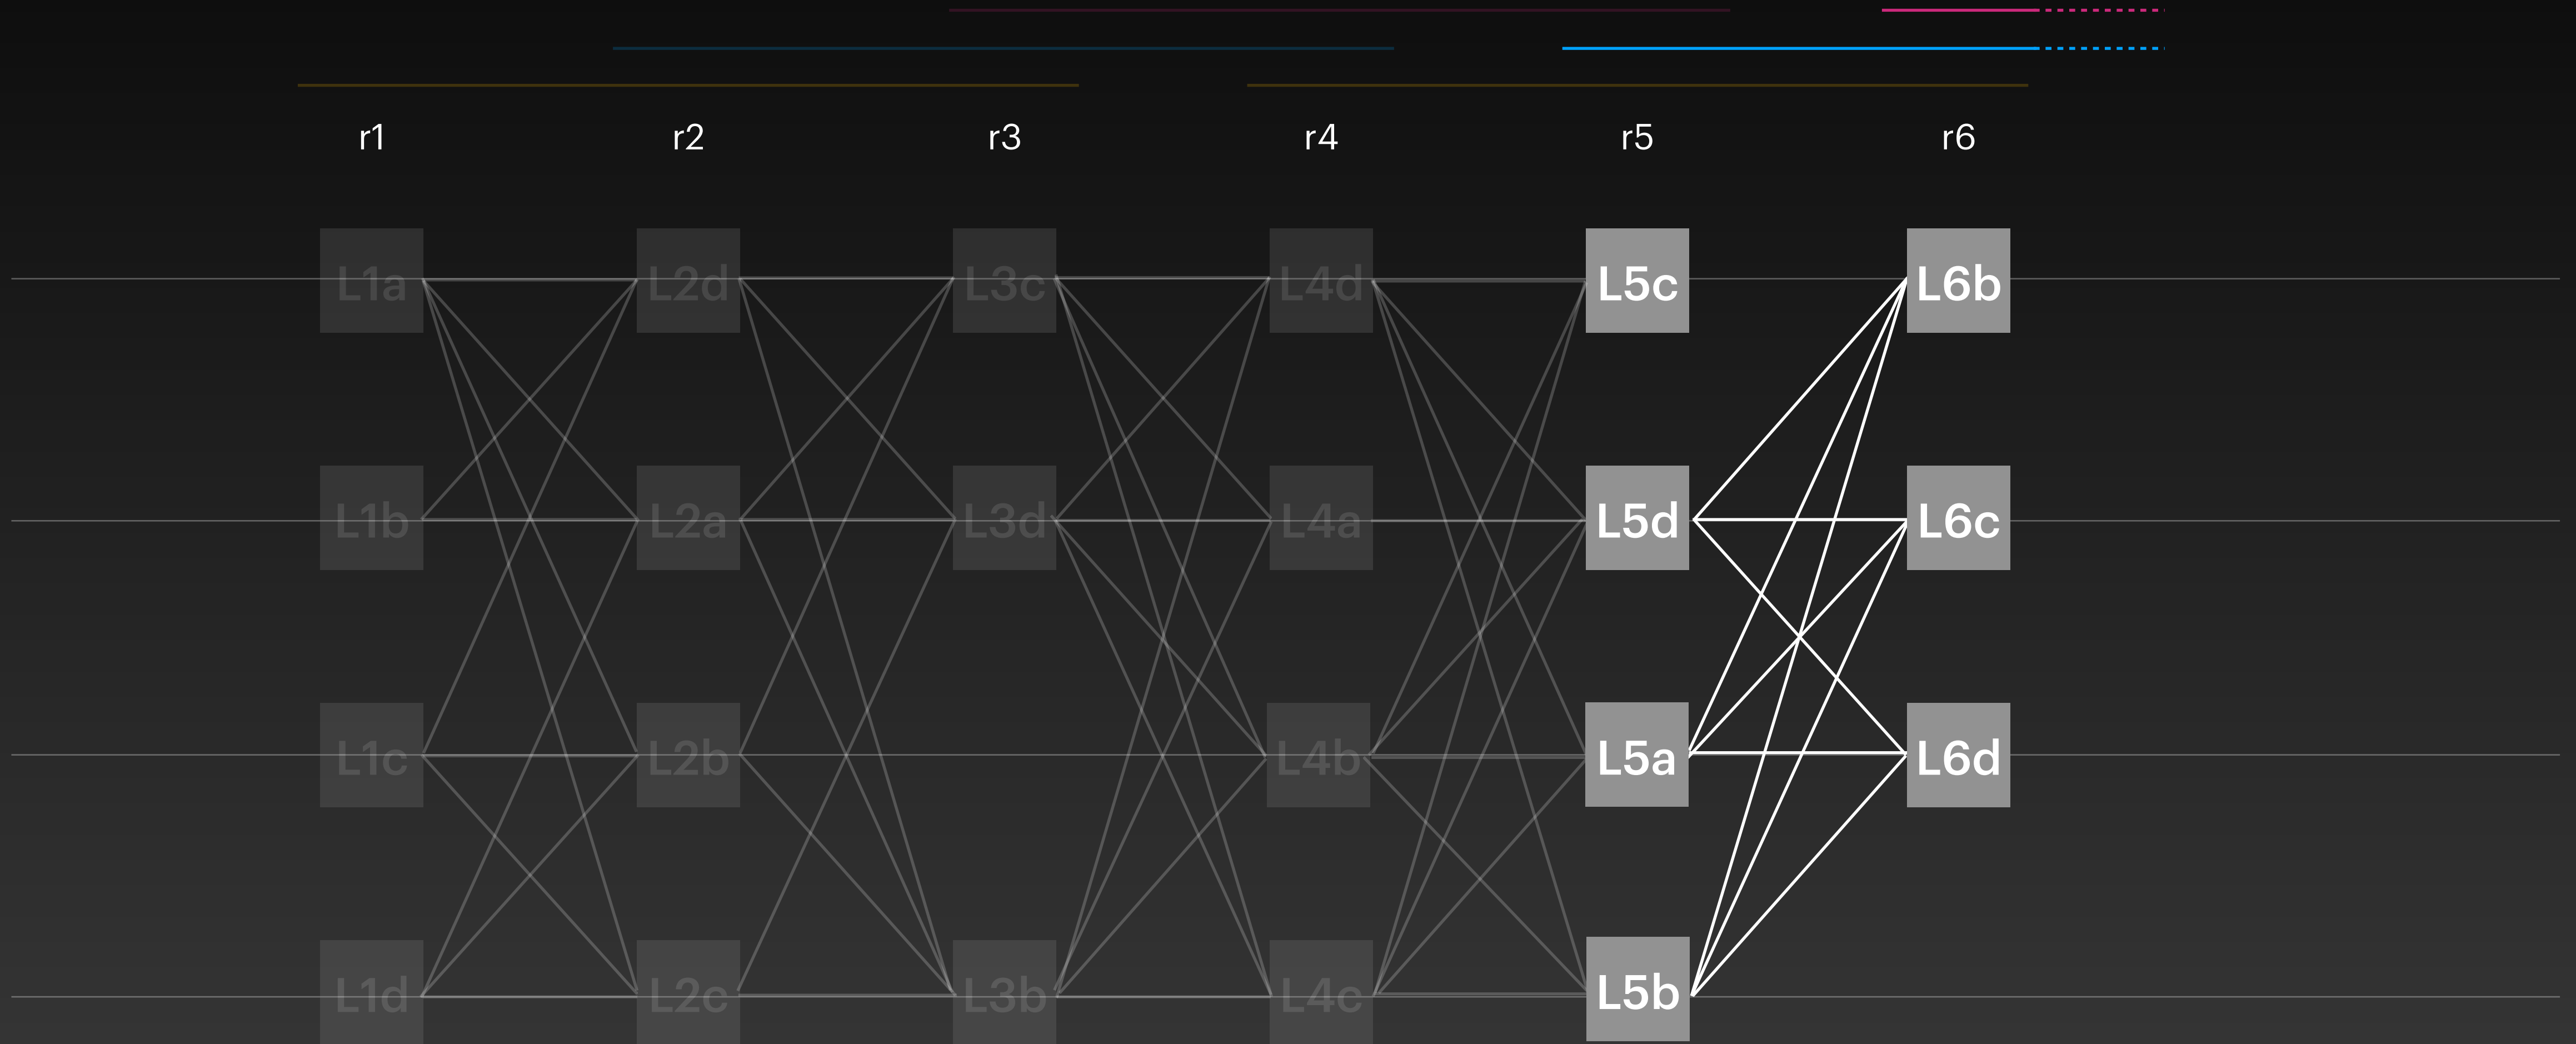 r1 r2 r3 r4 r5 r6
L1a L2d L3c L4d L5c L6b
L1b L2a L3d L4a L5d L6c
L1c L2b L4b L5a L6d
L1d L2c L3b L4c L5b